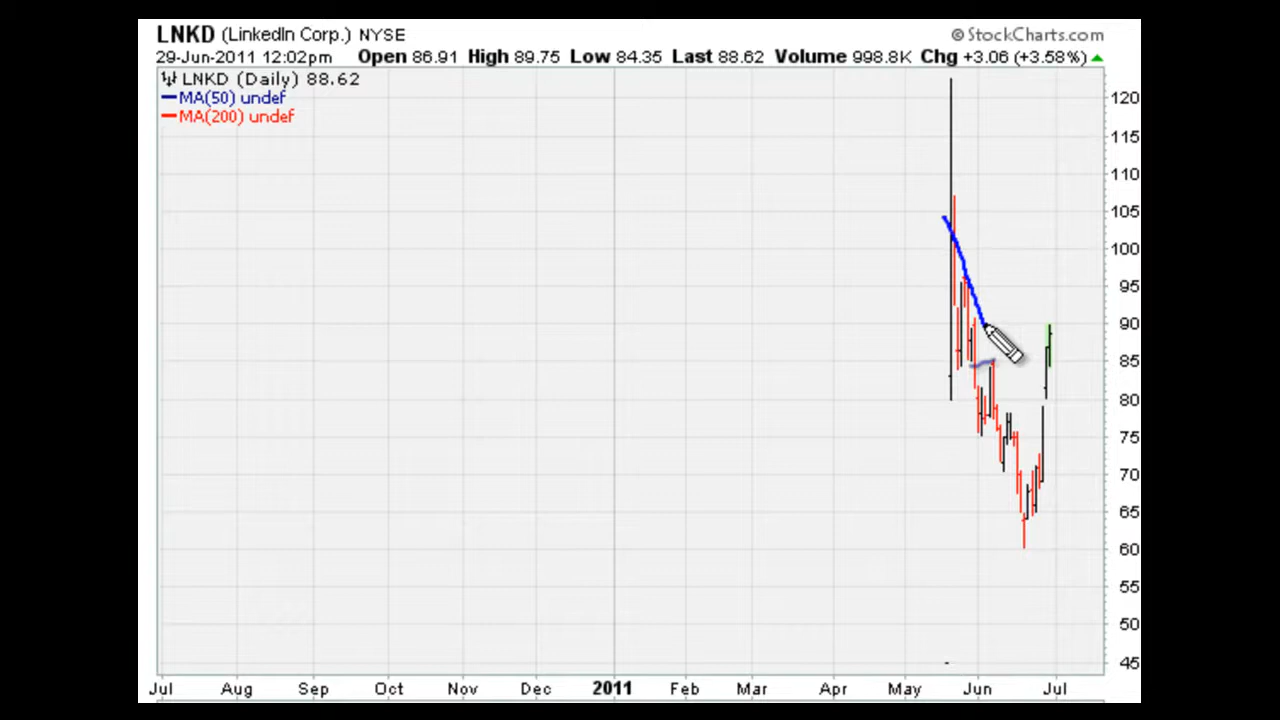 LNKD (LinkedIn Corp.) NYSE © StockCharts.com
29-Jun-2011 12:02pm Open 86.91 High 89.75 Low 84.35 Last 88.62 Volume 998.8K Chg +3.06 (+3.58%)
LNKD (Daily) 88.62
MA(50) undef
MA(200) undef
120
115
110
105
100
95
90
85
80
75
70
65
60
55
50
45
Jul Aug Sep Oct Nov Dec 2011 Feb Mar Apr May Jun Jul